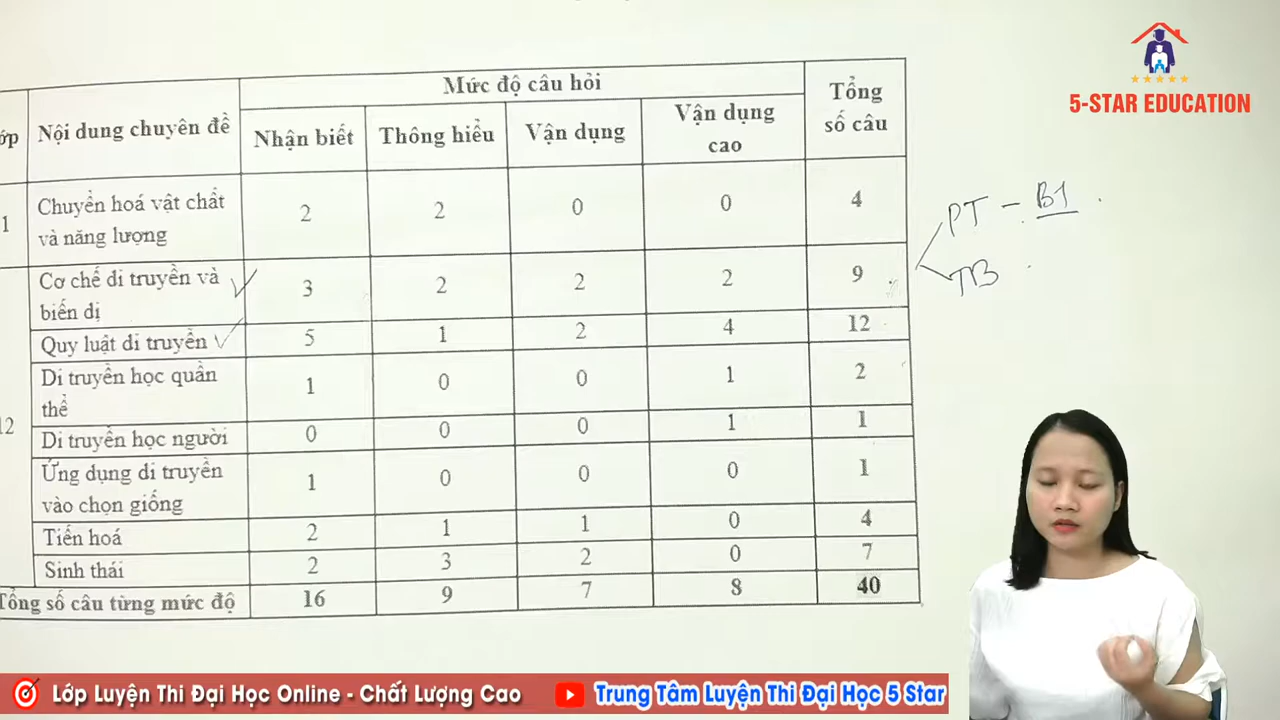 5-STAR EDUCATION
Mức độ câu hỏi
Tổng số câu
Nội dung chuyên đề
Nhận biết
Thông hiểu
Vận dụng
Vận dụng cao
Chuyển hoá vật chất và năng lượng 2 2 0 0 4
Cơ chế di truyền và biến dị 3 2 2 2 9
Quy luật di truyền 5 1 2 4 12
Di truyền học quần thể 1 0 0 1 2
12
Di truyền học người 0 0 0 1 1
Ứng dụng di truyền vào chọn giống 1 0 0 0 1
Tiến hoá 2 1 1 0 4
Sinh thái 2 3 2 0 7
Tổng số câu từng mức độ 16 9 7 8 40
PT - B1
TB
Lớp Luyện Thi Đại Học Online - Chất Lượng Cao
Trung Tâm Luyện Thi Đại Học 5 Star